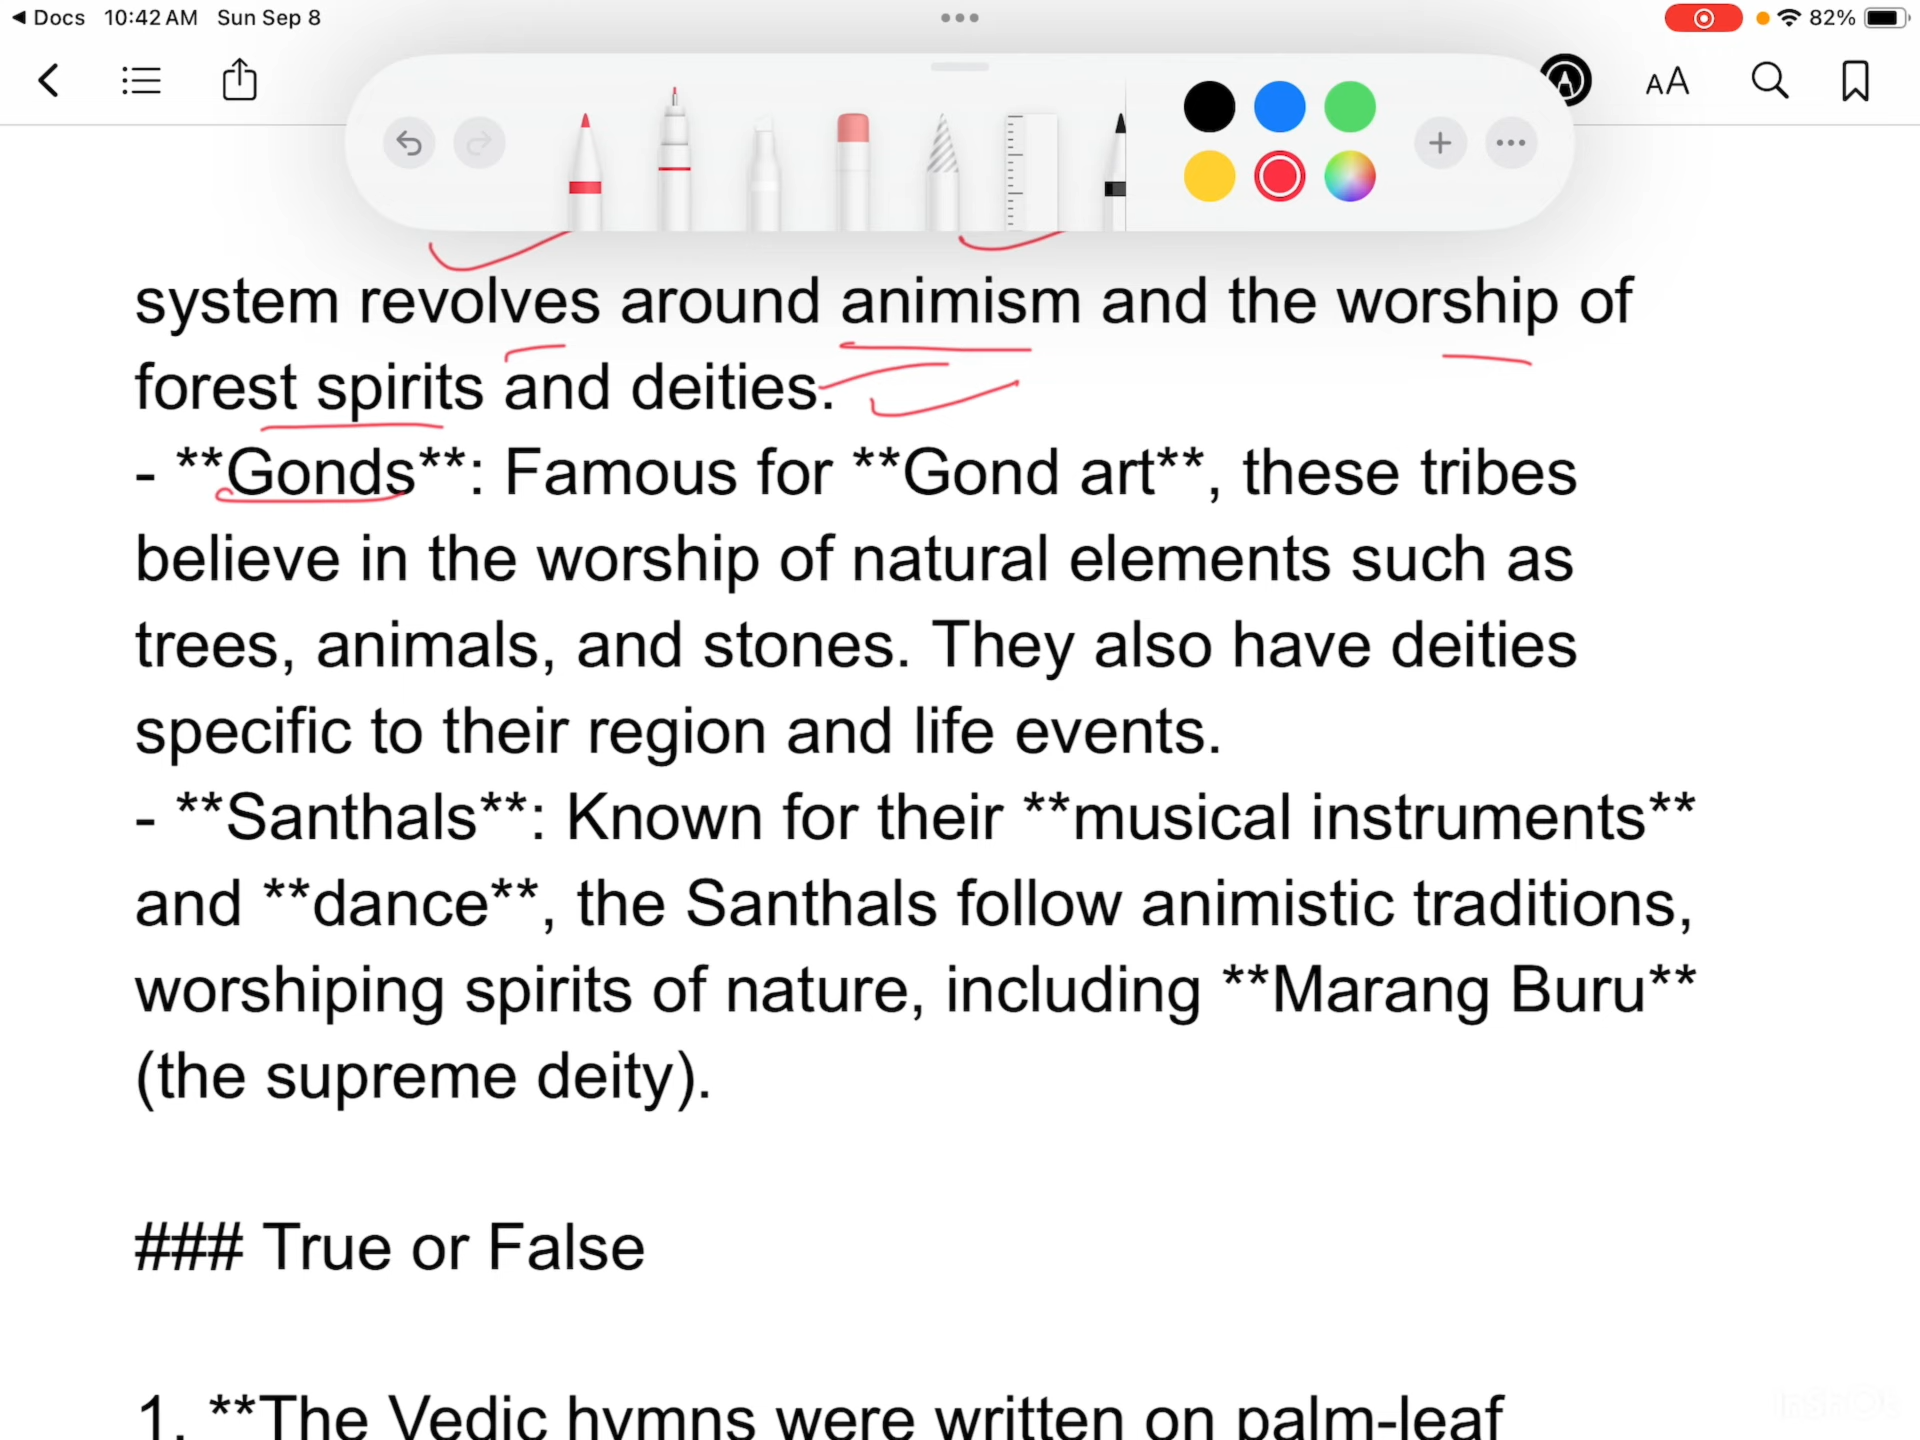 Docs 10:42 AM Sun Sep 8
82%
AA
system revolves around animism and the worship of
forest spirits and deities.
- **Gonds**: Famous for **Gond art**, these tribes
believe in the worship of natural elements such as
trees, animals, and stones. They also have deities
specific to their region and life events.
- **Santhals**: Known for their **musical instruments**
and **dance**, the Santhals follow animistic traditions,
worshiping spirits of nature, including **Marang Buru**
(the supreme deity).
### True or False
1. **The Vedic hymns were written on palm-leaf